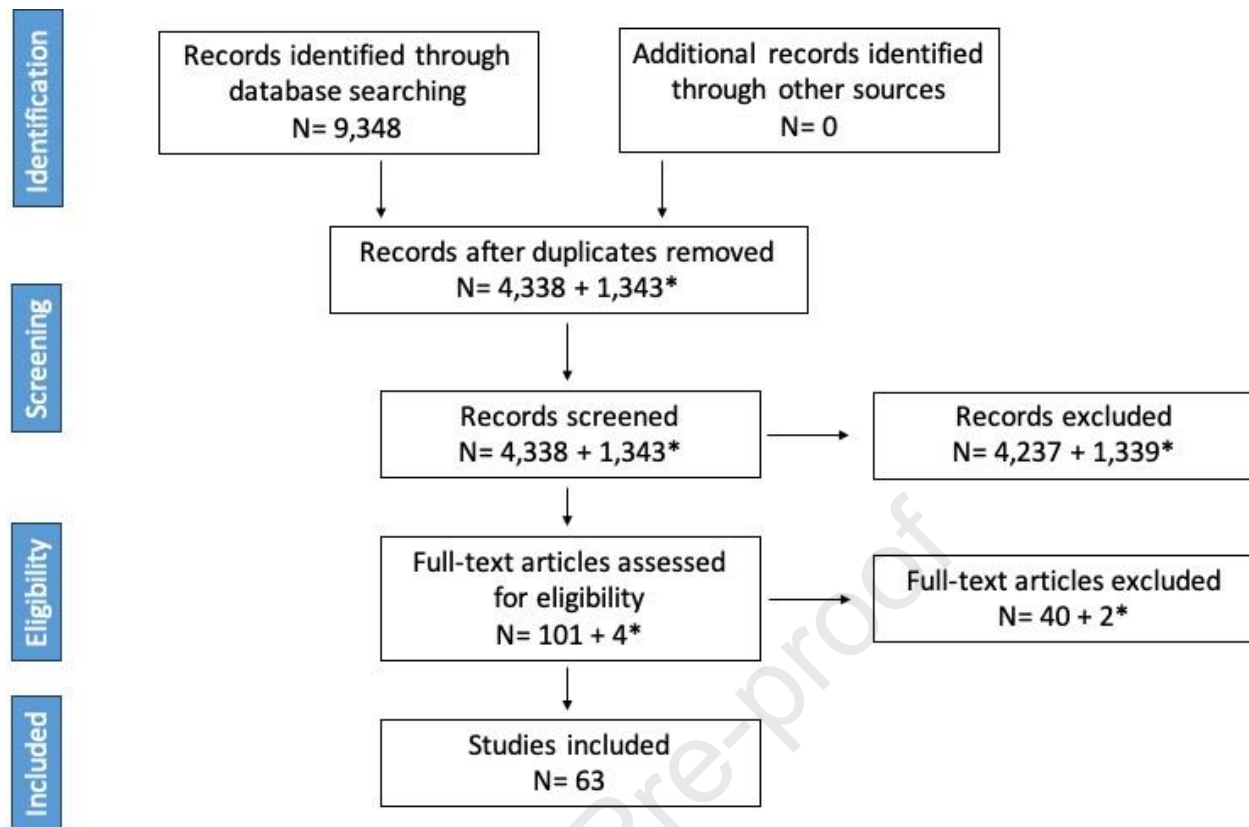 Identification
Records identified through
database searching
N= 9,348
Additional records identified
through other sources
N= 0
Records after duplicates removed
N= 4,338 + 1,343*
Screening
Records screened
N= 4,338 + 1,343*
Records excluded
N= 4,237 + 1,339*
Eligibility
Full-text articles assessed
for eligibility
N= 101 + 4*
Full-text articles excluded
N= 40 + 2*
Included
Studies included
N= 63
Pre-proof